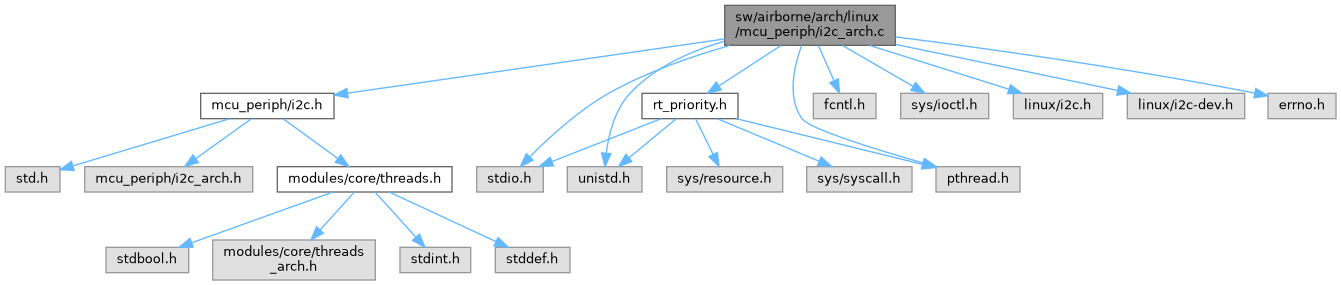 sw/airborne/arch/linux
/mcu_periph/i2c_arch.c
mcu_periph/i2c.h
rt_priority.h
fcntl.h
sys/ioctl.h
linux/i2c.h
linux/i2c-dev.h
errno.h
std.h
mcu_periph/i2c_arch.h
modules/core/threads.h
stdio.h
unistd.h
sys/resource.h
sys/syscall.h
pthread.h
stdbool.h
modules/core/threads
_arch.h
stdint.h
stddef.h